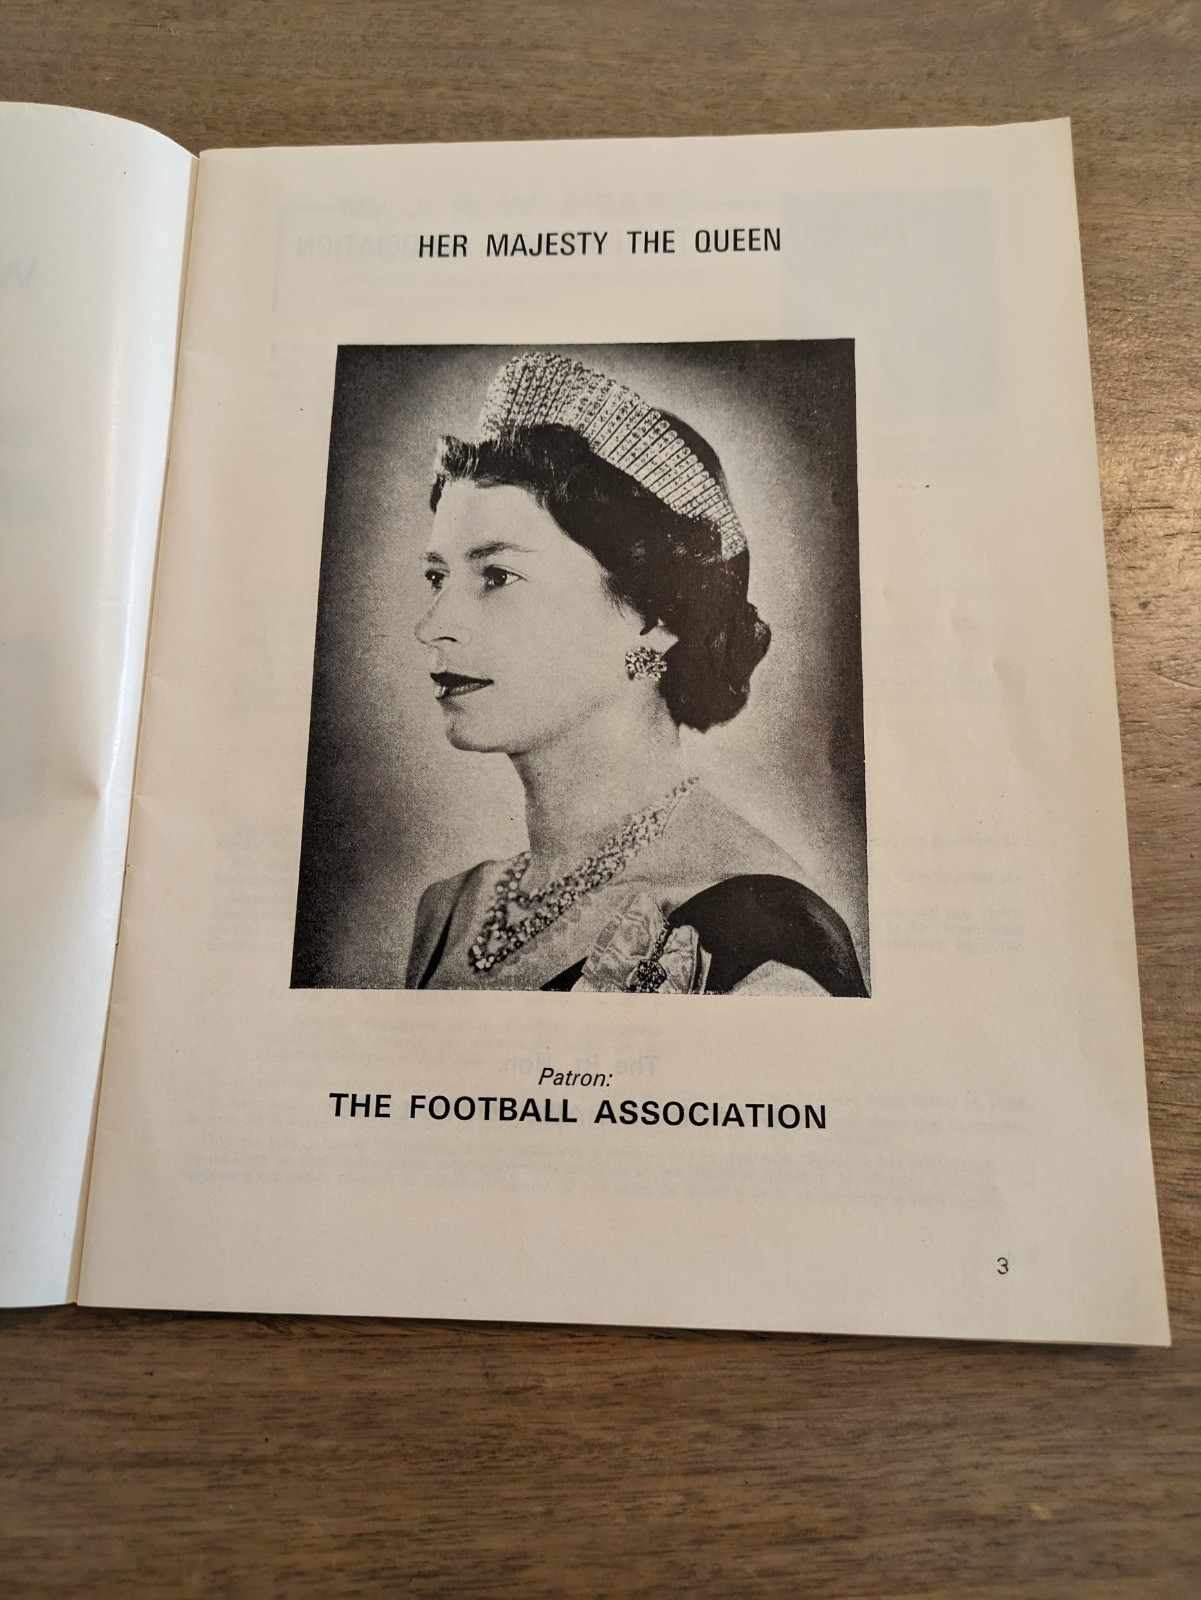 HER MAJESTY THE QUEEN
Patron:
THE FOOTBALL ASSOCIATION
3